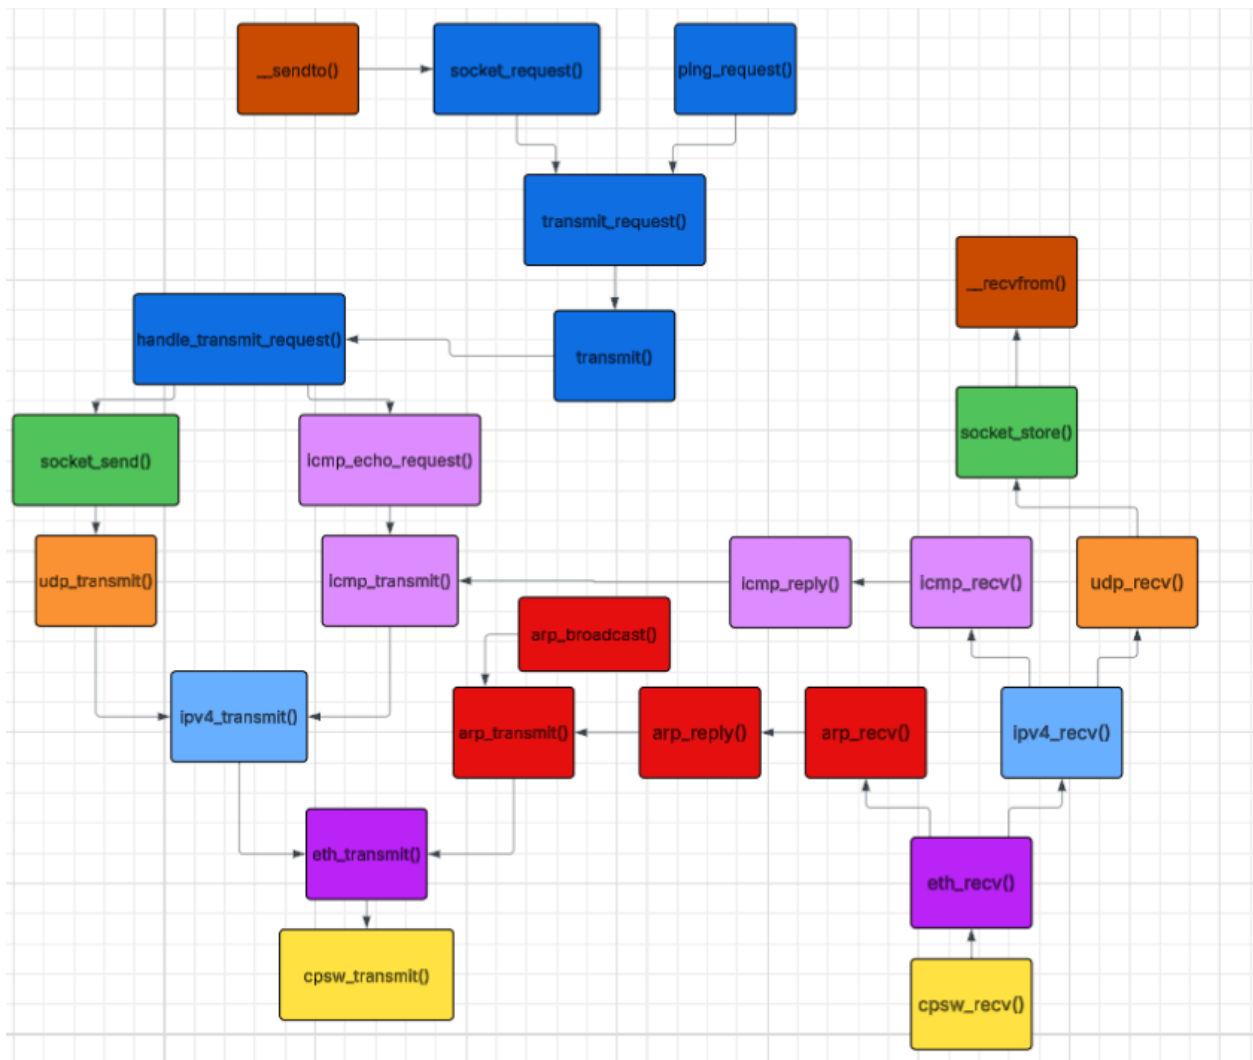 __sendto()
socket_request()
ping_request()
transmit_request()
__recvfrom()
handle_transmit_request()
transmit()
socket_send()
icmp_echo_request()
socket_store()
udp_transmit()
icmp_transmit()
icmp_reply()
icmp_recv()
udp_recv()
arp_broadcast()
ipv4_transmit()
arp_transmit()
arp_reply()
arp_recv()
ipv4_recv()
eth_transmit()
eth_recv()
cpsw_transmit()
cpsw_recv()